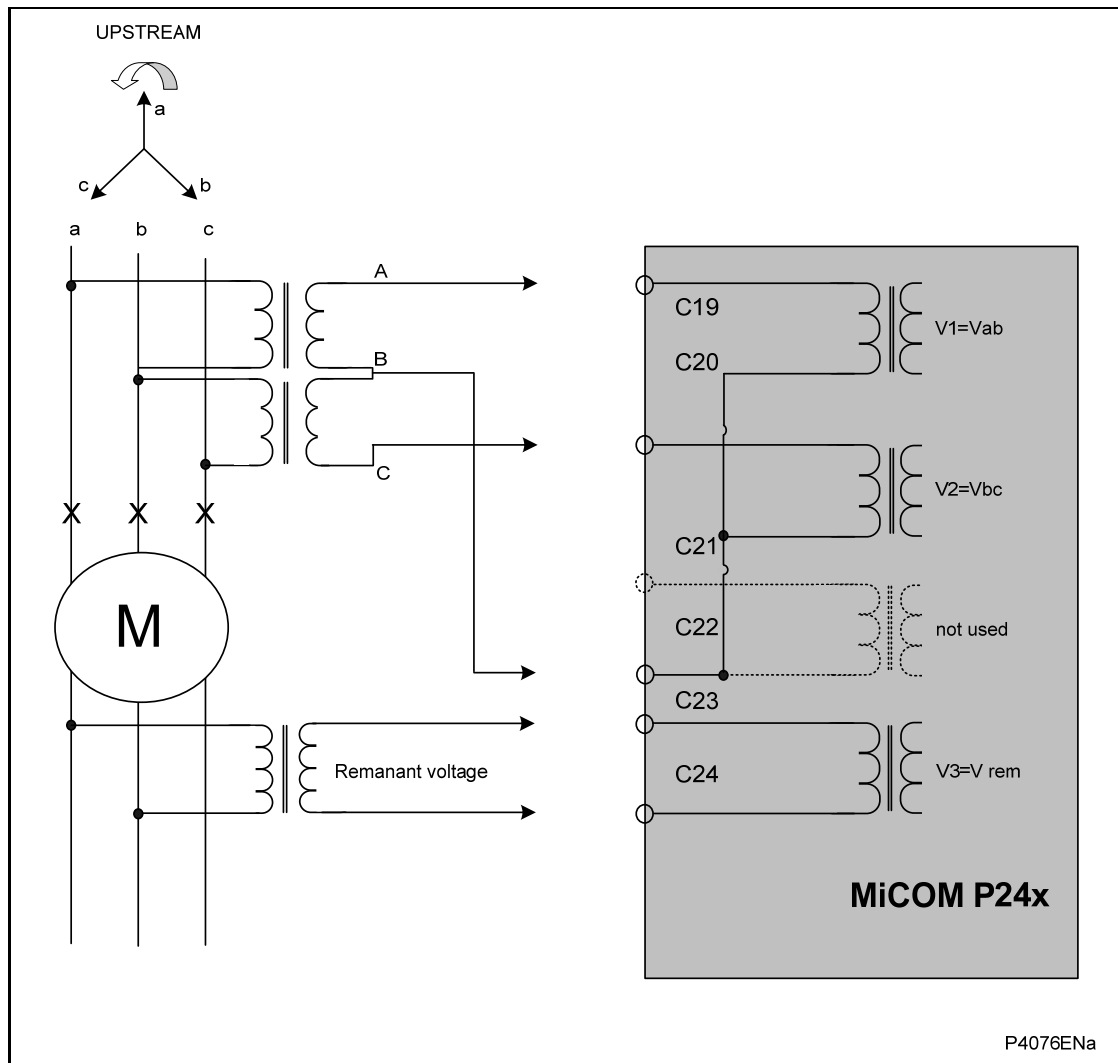 UPSTREAM
a
c
b
a b c
A
B
C
C19
C20
V1=Vab
V2=Vbc
C21
C22
not used
C23
C24
V3=V rem
X X X
M
Remanant voltage
MiCOM P24x
P4076ENa